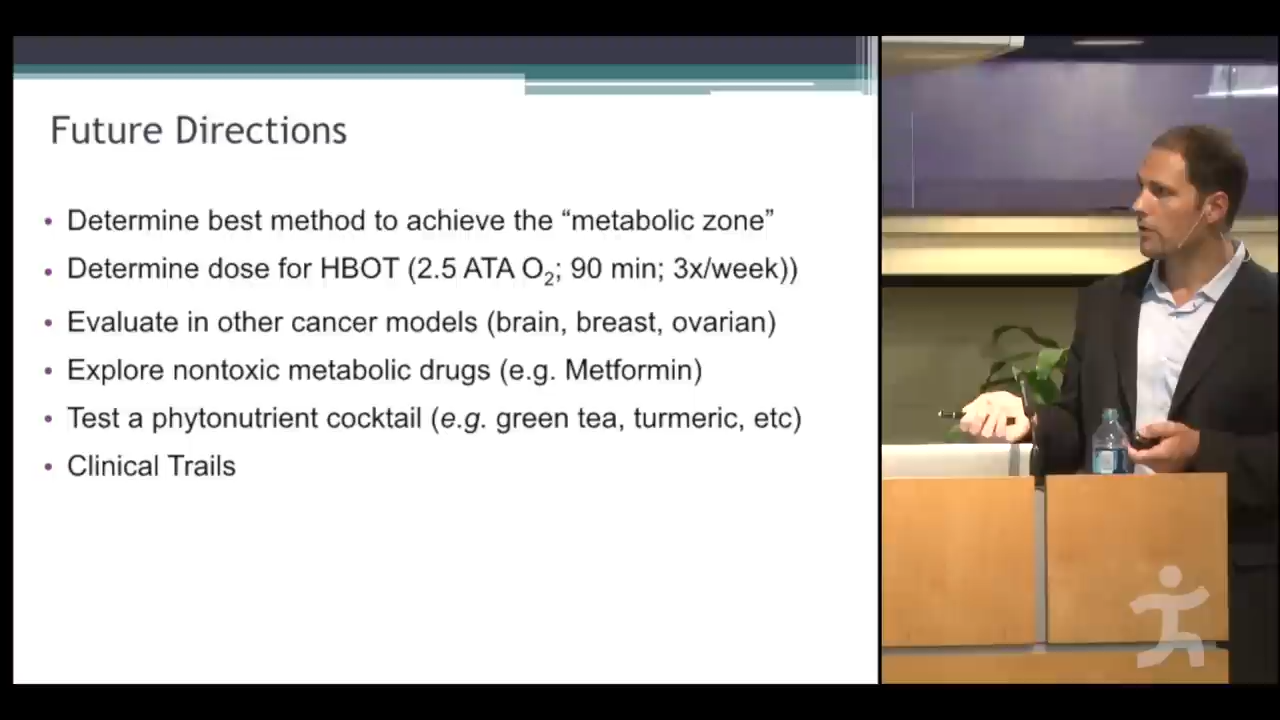 Future Directions
• Determine best method to achieve the “metabolic zone”
• Determine dose for HBOT (2.5 ATA O₂; 90 min; 3x/week))
• Evaluate in other cancer models (brain, breast, ovarian)
• Explore nontoxic metabolic drugs (e.g. Metformin)
• Test a phytonutrient cocktail (e.g. green tea, turmeric, etc)
• Clinical Trails